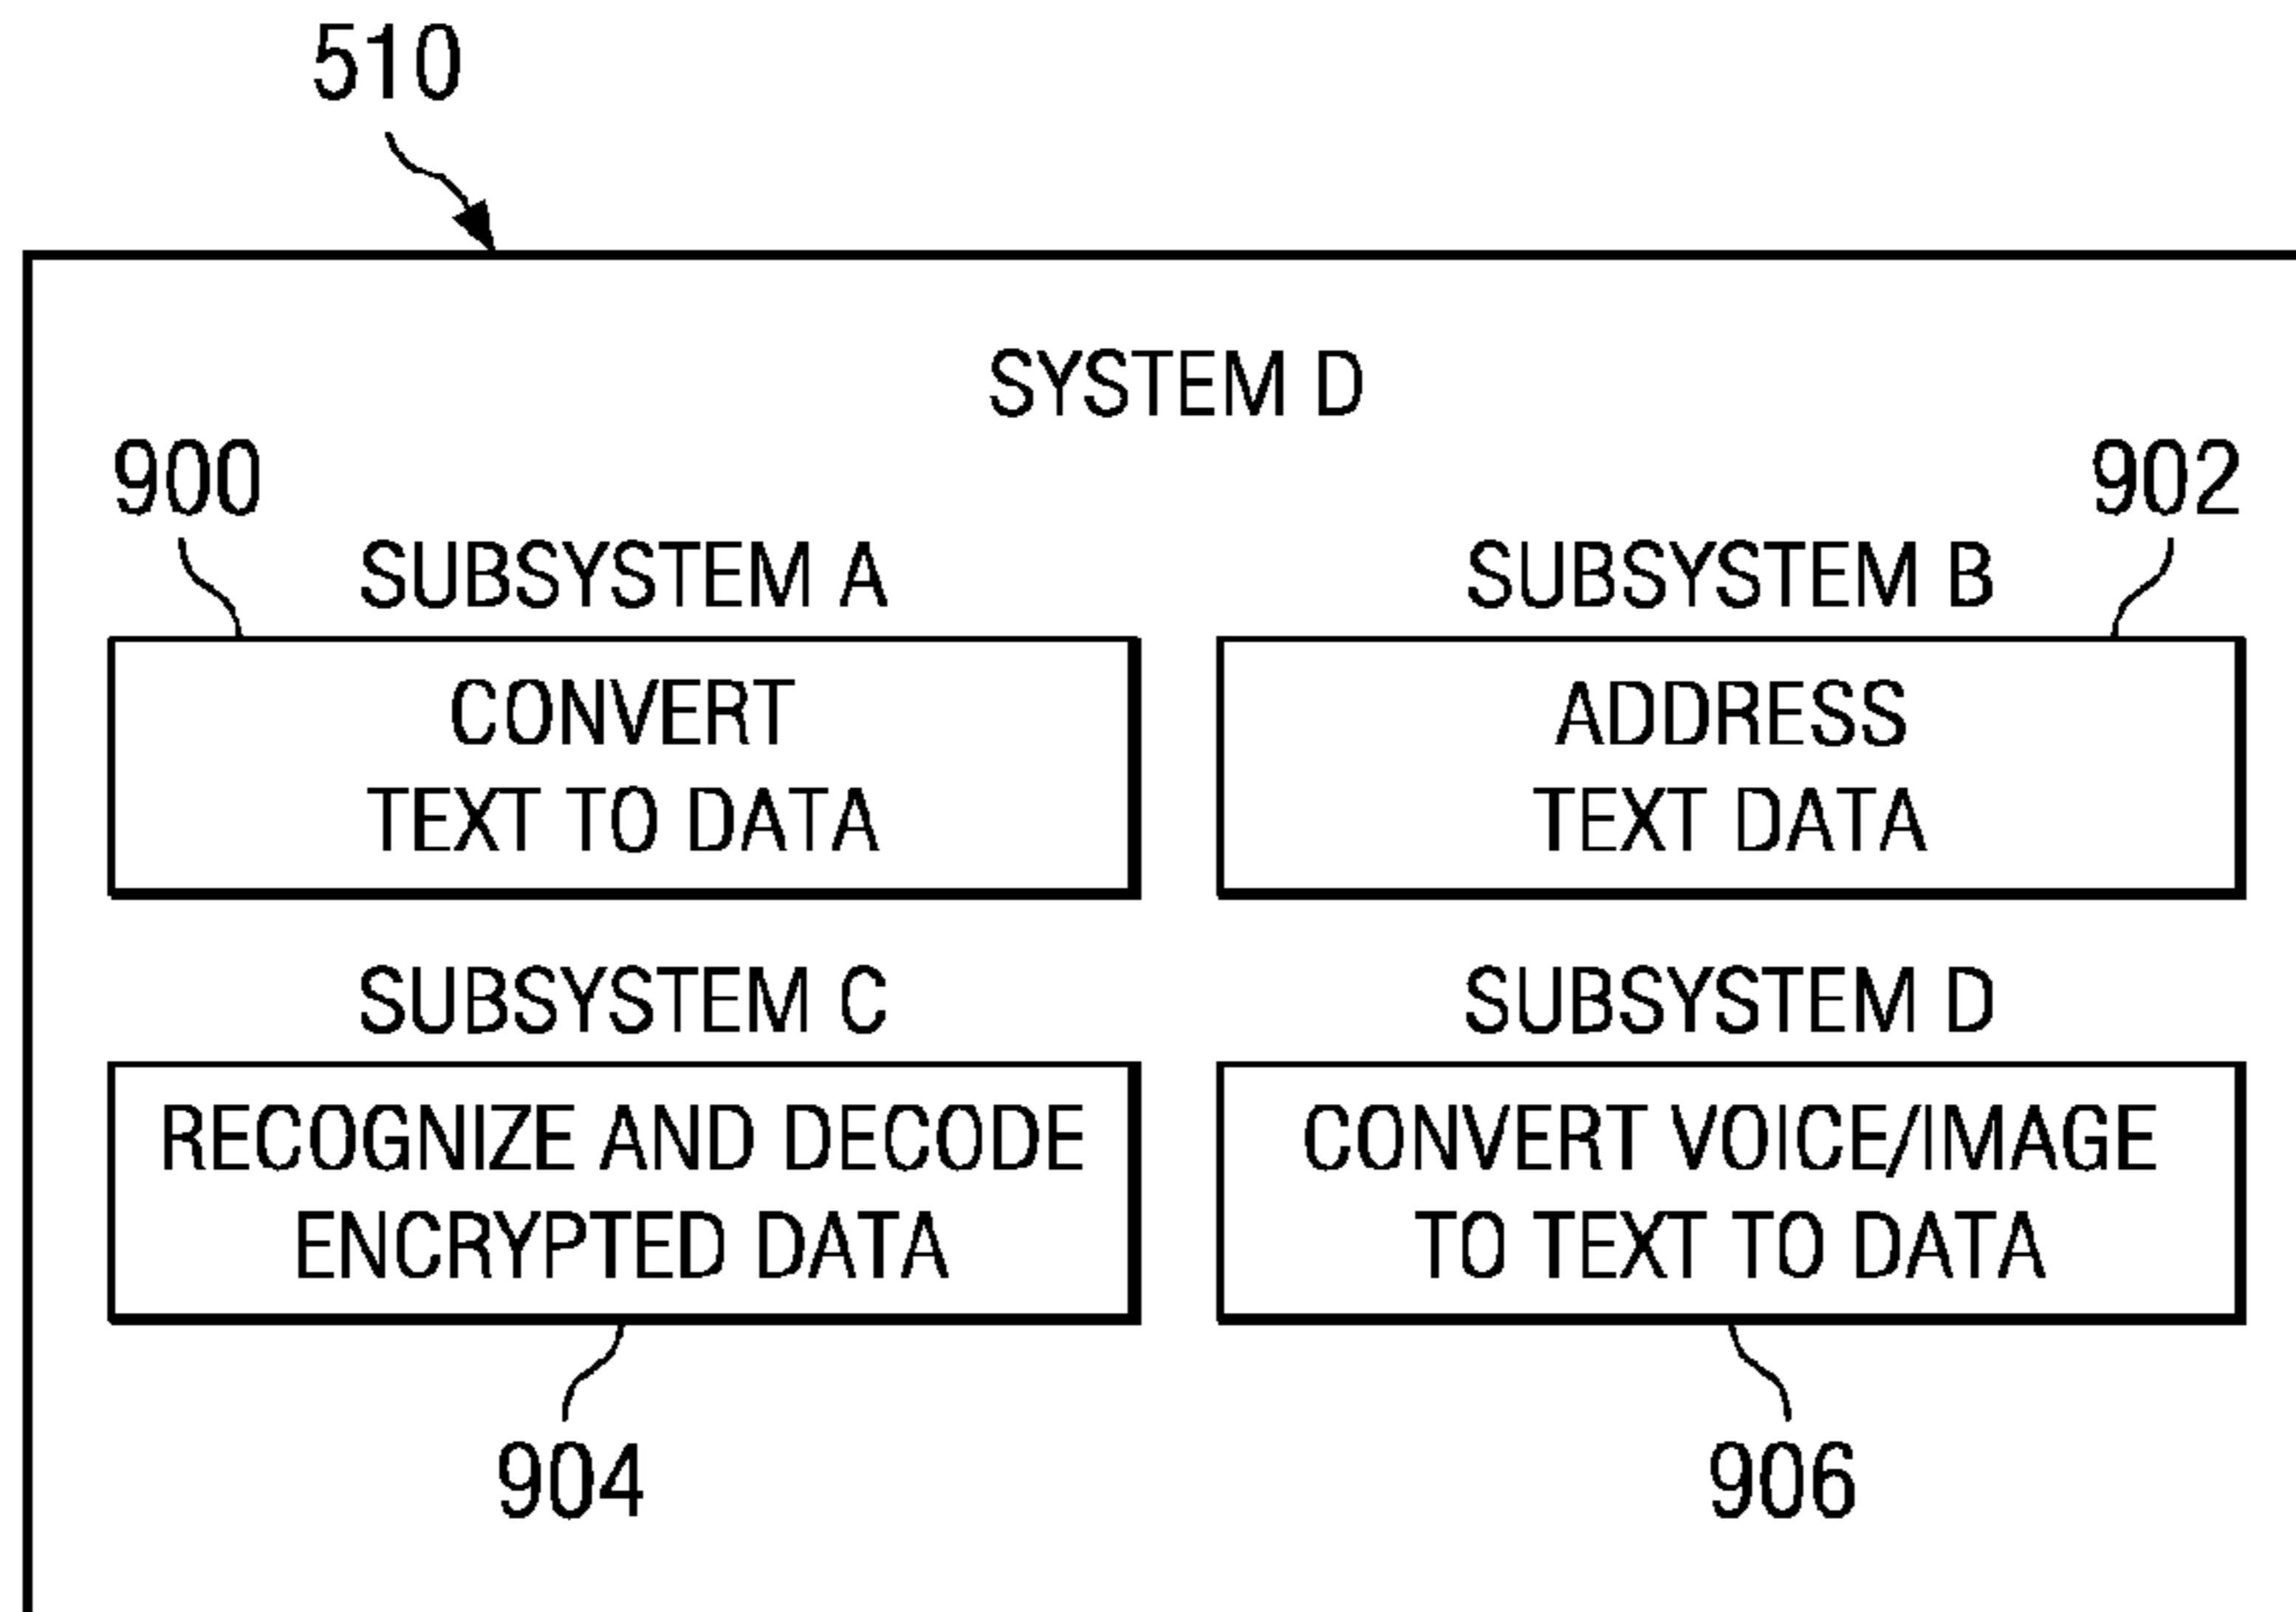 510
SYSTEM D
900
902
SUBSYSTEM A
SUBSYSTEM B
CONVERT
TEXT TO DATA
ADDRESS
TEXT DATA
SUBSYSTEM C
SUBSYSTEM D
RECOGNIZE AND DECODE
ENCRYPTED DATA
CONVERT VOICE/IMAGE
TO TEXT TO DATA
904
906